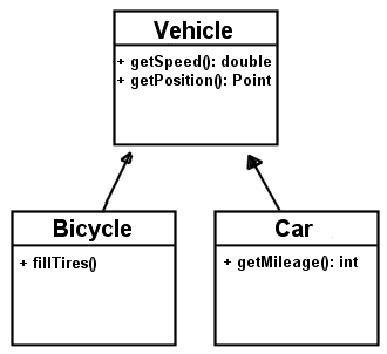 Vehicle
+ getSpeed(): double
+ getPosition(): Point
Bicycle
+ fillTires()
Car
+ getMileage(): int